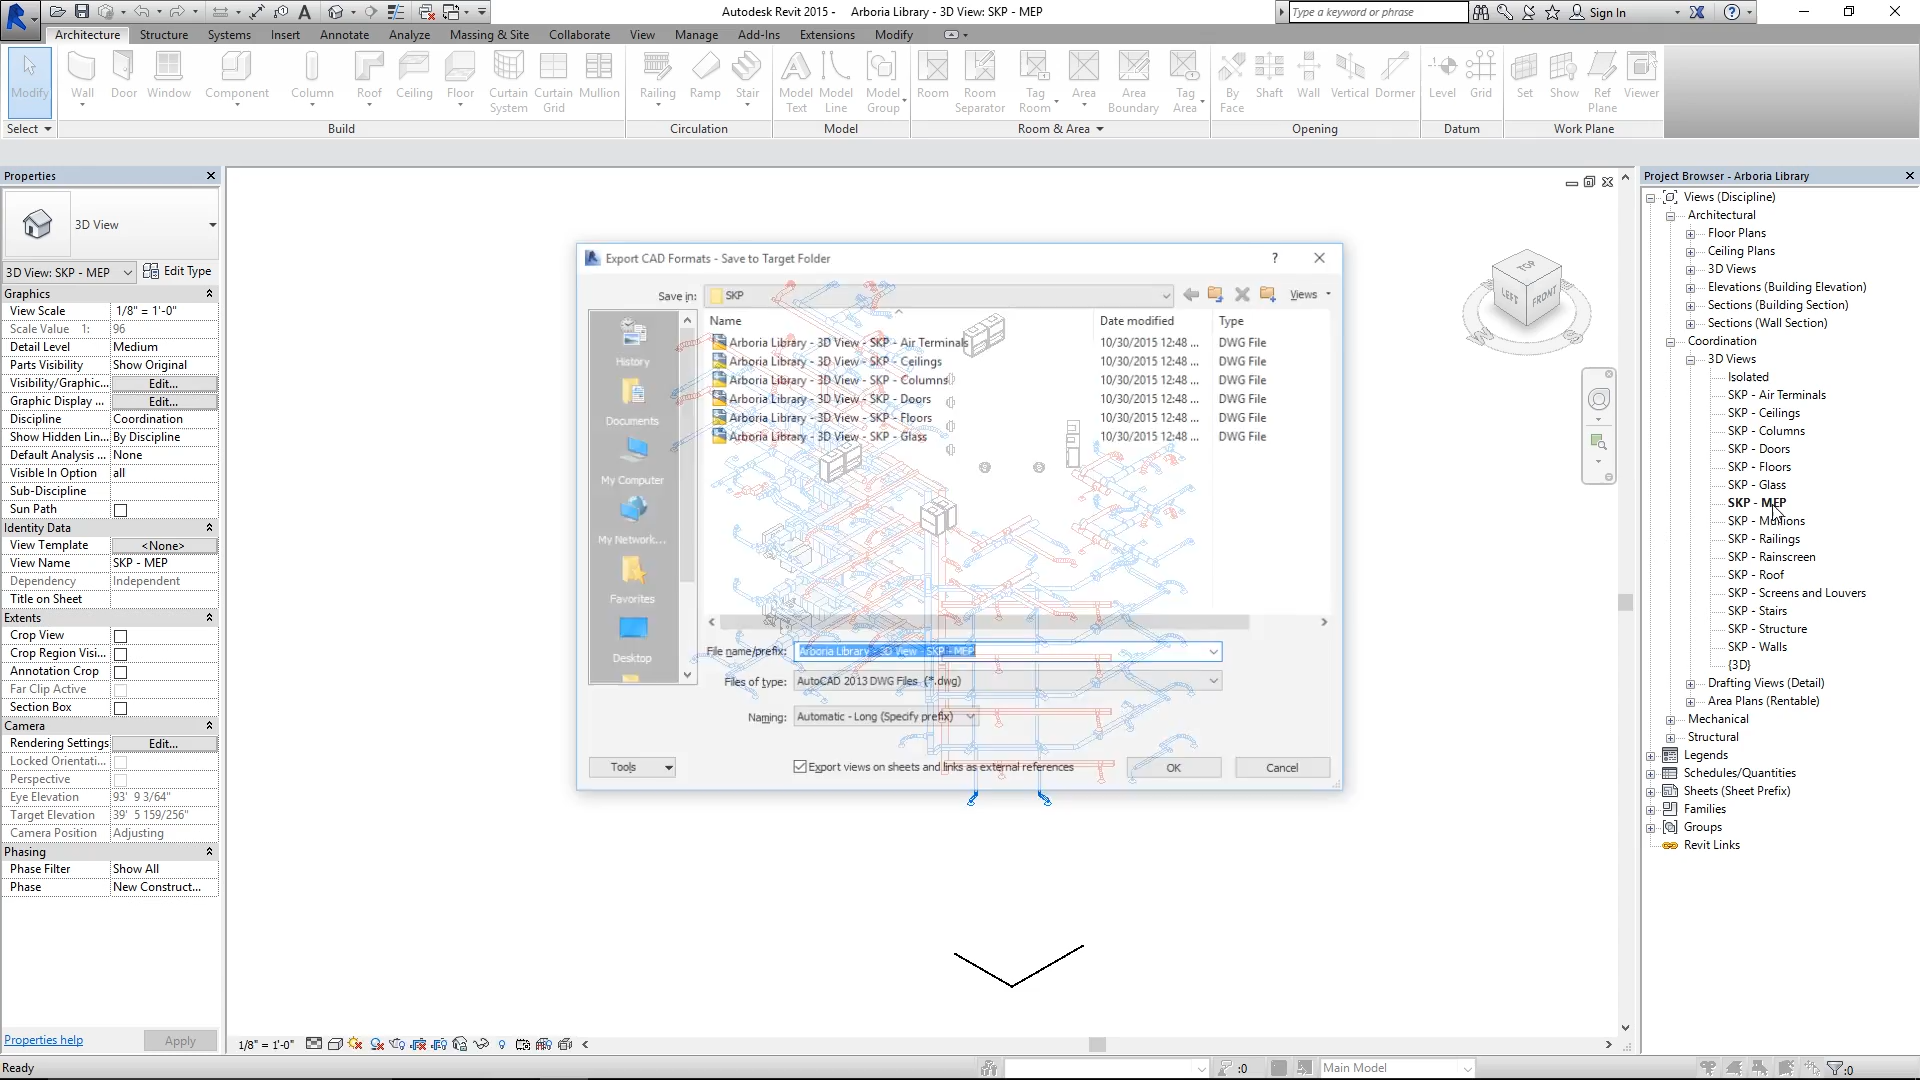 Autodesk Revit 2015 - Arboria Library - 3D View: SKP - MEP
Type a keyword or phrase
Sign In
Architecture Structure Systems Insert Annotate Analyze Massing & Site Collaborate View Manage Add-Ins Extensions Modify
Modify Wall Door Window Component Column Roof Ceiling Floor Curtain System Curtain Grid Mullion Railing Ramp Stair Model Text Model Line Model Group Room Room Separator Tag Room Area Area Boundary Tag Area By Face Shaft Wall Vertical Dormer Level Grid Set Show Ref Plane Viewer
Select Build Circulation Model Room & Area Opening Datum Work Plane
Properties
3D View
3D View: SKP - MEP Edit Type
Graphics
View Scale 1/8" = 1'-0"
Scale Value 1: 96
Detail Level Medium
Parts Visibility Show Original
Visibility/Graphic... Edit...
Graphic Display ... Edit...
Discipline Coordination
Show Hidden Lin... By Discipline
Default Analysis ... None
Visible In Option all
Sub-Discipline
Sun Path
Identity Data
View Template <None>
View Name SKP - MEP
Dependency Independent
Title on Sheet
Extents
Crop View
Crop Region Visi...
Annotation Crop
Far Clip Active
Section Box
Camera
Rendering Settings Edit...
Locked Orientati...
Perspective
Eye Elevation 93' 9 3/64"
Target Elevation 39' 5 159/256"
Camera Position Adjusting
Phasing
Phase Filter Show All
Phase New Construct...
Properties help Apply
Export CAD Formats - Save to Target Folder
Save in: SKP Views
Name Date modified Type
Arboria Library - 3D View - SKP - Air Terminals 10/30/2015 12:48 ... DWG File
Arboria Library - 3D View - SKP - Ceilings 10/30/2015 12:48 ... DWG File
Arboria Library - 3D View - SKP - Columns 10/30/2015 12:48 ... DWG File
Arboria Library - 3D View - SKP - Doors 10/30/2015 12:48 ... DWG File
Arboria Library - 3D View - SKP - Floors 10/30/2015 12:48 ... DWG File
Arboria Library - 3D View - SKP - Glass 10/30/2015 12:48 ... DWG File
History
Documents
My Computer
My Network...
Favorites
Desktop
File name/prefix: Arboria Library - 3D View - SKP - MEP
Files of type: AutoCAD 2013 DWG Files (*.dwg)
Naming: Automatic - Long (Specify prefix)
Tools Export views on sheets and links as external references OK Cancel
TOP
LEFT FRONT
W S
Project Browser - Arboria Library
Views (Discipline)
Architectural
Floor Plans
Ceiling Plans
3D Views
Elevations (Building Elevation)
Sections (Building Section)
Sections (Wall Section)
Coordination
3D Views
Isolated
SKP - Air Terminals
SKP - Ceilings
SKP - Columns
SKP - Doors
SKP - Floors
SKP - Glass
SKP - MEP
SKP - Mullions
SKP - Railings
SKP - Rainscreen
SKP - Roof
SKP - Screens and Louvers
SKP - Stairs
SKP - Structure
SKP - Walls
{3D}
Drafting Views (Detail)
Area Plans (Rentable)
Mechanical
Structural
Legends
Schedules/Quantities
Sheets (Sheet Prefix)
Families
Groups
Revit Links
1/8" = 1'-0"
Ready :0 Main Model :0